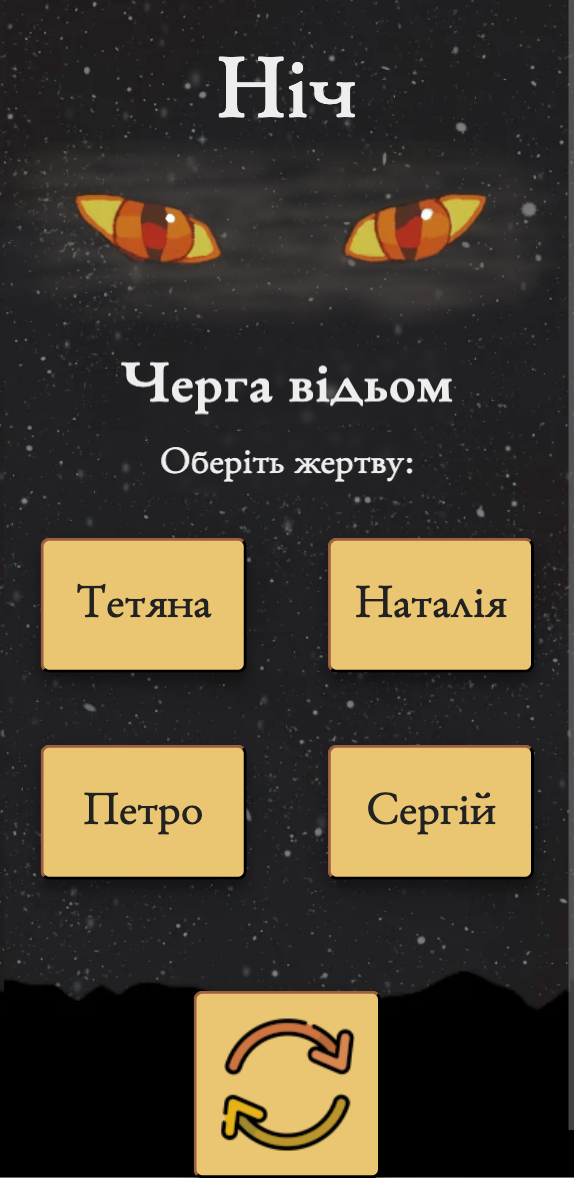 Ніч
Черга відьом
Оберіть жертву:
Тетяна
Наталія
Петро
Сергій